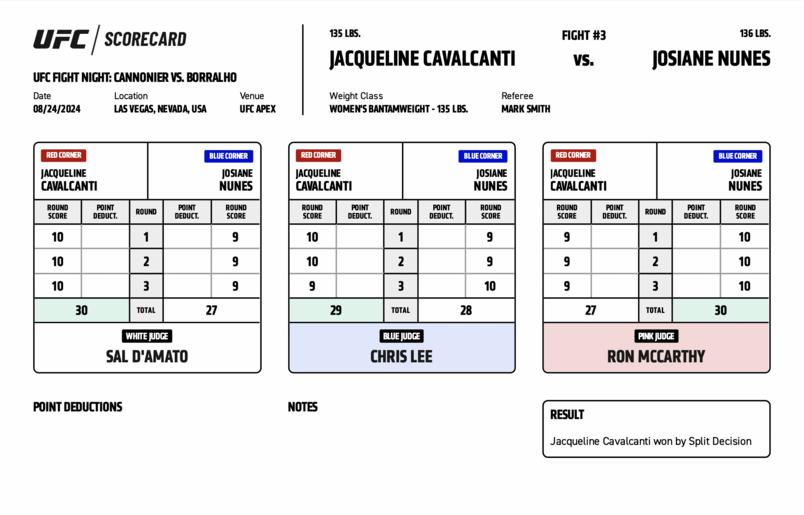 UFC / SCORECARD
UFC FIGHT NIGHT: CANNONIER VS. BORRALHO
Date Location Venue
08/24/2024 LAS VEGAS, NEVADA, USA UFC APEX
135 LBS. FIGHT #3 136 LBS.
JACQUELINE CAVALCANTI VS. JOSIANE NUNES
Weight Class Referee
WOMEN'S BANTAMWEIGHT - 135 LBS. MARK SMITH
RED CORNER BLUE CORNER
JACQUELINE JOSIANE
CAVALCANTI NUNES
ROUND POINT ROUND POINT ROUND
SCORE DEDUCT. DEDUCT. SCORE
10 1 9
10 2 9
10 3 9
30 TOTAL 27
WHITE JUDGE
SAL D'AMATO
RED CORNER BLUE CORNER
JACQUELINE JOSIANE
CAVALCANTI NUNES
ROUND POINT ROUND POINT ROUND
SCORE DEDUCT. DEDUCT. SCORE
10 1 9
10 2 9
9 3 10
29 TOTAL 28
BLUE JUDGE
CHRIS LEE
RED CORNER BLUE CORNER
JACQUELINE JOSIANE
CAVALCANTI NUNES
ROUND POINT ROUND POINT ROUND
SCORE DEDUCT. DEDUCT. SCORE
9 1 10
9 2 10
9 3 10
27 TOTAL 30
PINK JUDGE
RON MCCARTHY
POINT DEDUCTIONS
NOTES
RESULT
Jacqueline Cavalcanti won by Split Decision